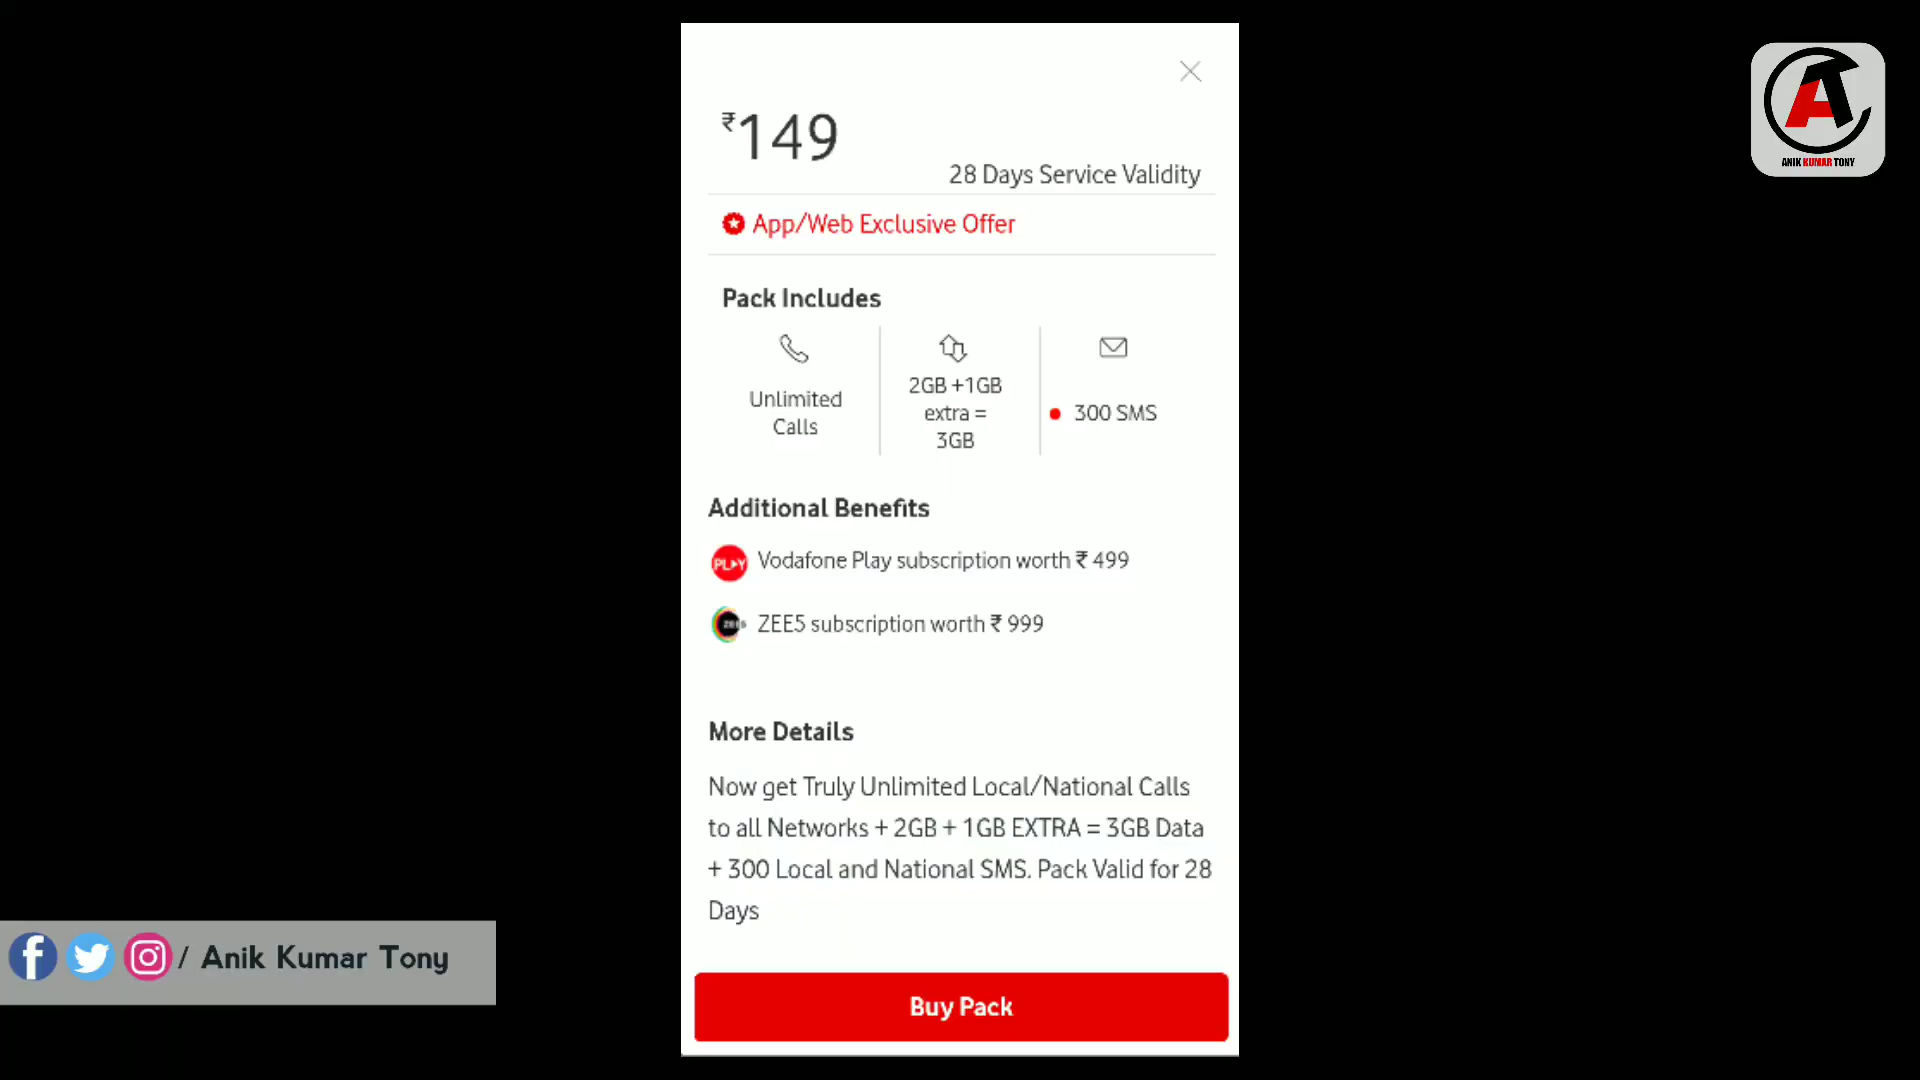 ₹149
28 Days Service Validity
App/Web Exclusive Offer
Pack Includes
Unlimited
Calls
2GB +1GB
extra =
3GB
300 SMS
Additional Benefits
PLAY
Vodafone Play subscription worth ₹ 499
ZEE5
ZEE5 subscription worth ₹ 999
More Details
Now get Truly Unlimited Local/National Calls
to all Networks + 2GB + 1GB EXTRA = 3GB Data
+ 300 Local and National SMS. Pack Valid for 28
Days
Buy Pack
ANIK KUMAR TONY
/ Anik Kumar Tony